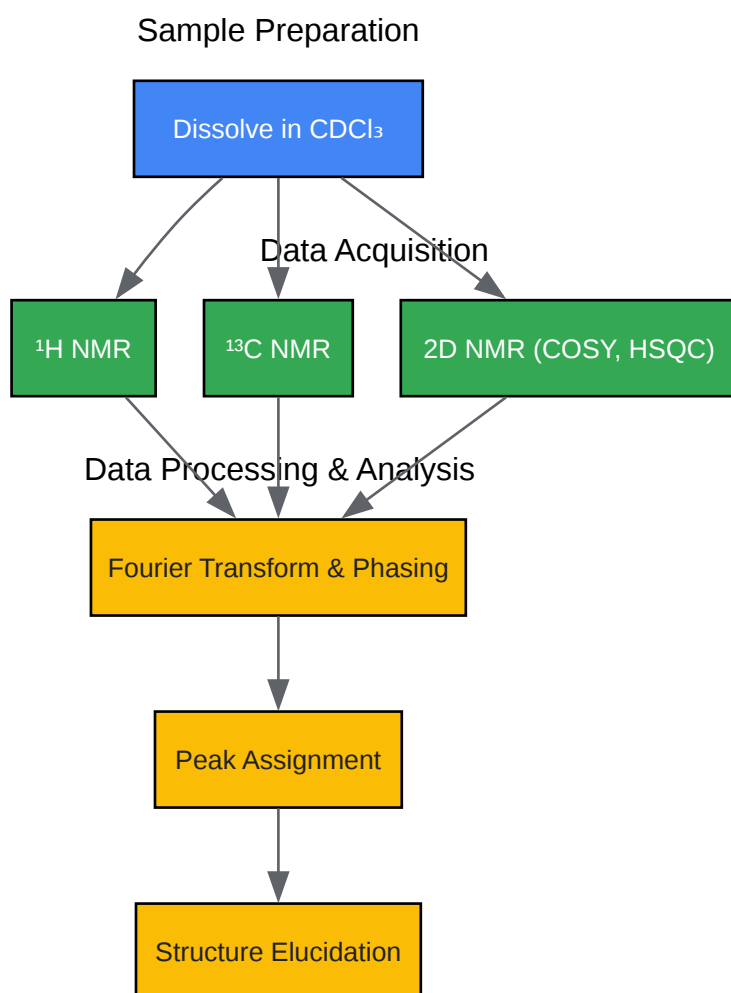 Sample Preparation
Dissolve in CDCl₃
Data Acquisition
¹H NMR
¹³C NMR
2D NMR (COSY, HSQC)
Data Processing & Analysis
Fourier Transform & Phasing
Peak Assignment
Structure Elucidation